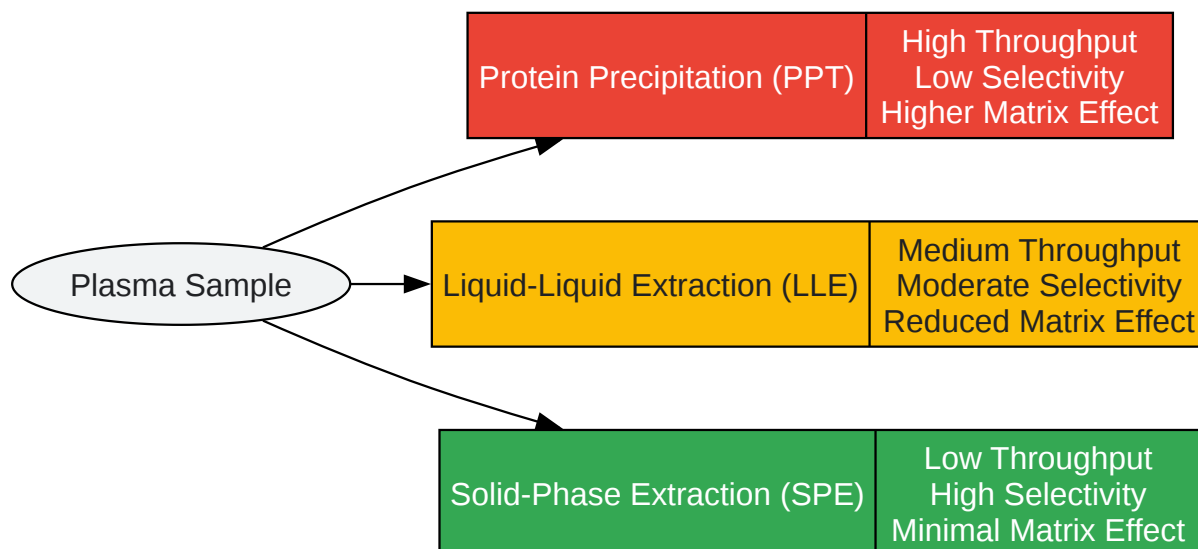 Protein Precipitation (PPT)
High Throughput
Low Selectivity
Higher Matrix Effect
Plasma Sample
Liquid-Liquid Extraction (LLE)
Medium Throughput
Moderate Selectivity
Reduced Matrix Effect
Solid-Phase Extraction (SPE)
Low Throughput
High Selectivity
Minimal Matrix Effect